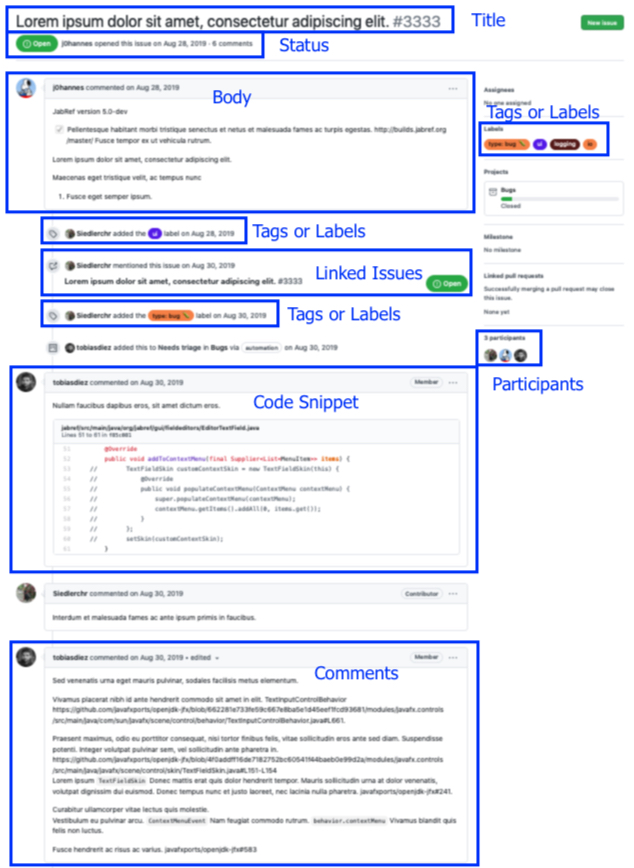 Lorem ipsum dolor sit amet, consectetur adipiscing elit. #3333
Title
New issue
Open j0hannes opened this issue on Aug 28, 2019 · 6 comments
Status
j0hannes commented on Aug 28, 2019
Body
JabRef version 5.0-dev
Pellentesque habitant morbi tristique senectus et netus et malesuada fames ac turpis egestas. http://builds.jabref.org
/master/ Fusce tempor ex ut vehicula rutrum.
Lorem ipsum dolor sit amet, consectetur adipiscing elit.
Maecenas eget tristique velit, ac tempus nunc
1. Fusce eget semper ipsum.
Assignees
No one assigned
Tags or Labels
Labels
type: bug ui logging
Projects
Bugs
Closed
Milestone
No milestone
Linked pull requests
Successfully merging a pull request may close
this issue.
None yet
3 participants
Participants
Siedlerchr added the ui label on Aug 28, 2019
Tags or Labels
Siedlerchr mentioned this issue on Aug 30, 2019
Linked Issues
Lorem ipsum dolor sit amet, consectetur adipiscing elit. #3333
Open
Siedlerchr added the type: bug label on Aug 30, 2019
Tags or Labels
tobiasdiez added this to Needs triage in Bugs via automation on Aug 30, 2019
tobiasdiez commented on Aug 30, 2019
Member
Code Snippet
Nullam faucibus dapibus eros, sit amet dictum eros.
jabref/src/main/java/org/jabref/gui/fieldeditors/EditorTextField.java
Lines 51 to 61 in
51 @Override
52 public void addToContextMenu(final Supplier<List<MenuItem>> items) {
53 // TextFieldSkin customContextSkin = new TextFieldSkin(this) {
54 // @Override
55 // public void populateContextMenu(ContextMenu contextMenu) {
56 // super.populateContextMenu(contextMenu);
57 // contextMenu.getItems().addAll(0, items.get());
58 // }
59 // };
60 // setSkin(customContextSkin);
61 }
Siedlerchr commented on Aug 30, 2019
Contributor
Interdum et malesuada fames ac ante ipsum primis in faucibus.
tobiasdiez commented on Aug 30, 2019 • edited
Member
Comments
Sed venenatis urna eget mauris pulvinar, sodales facilisis metus elementum.
Vivamus placerat nibh id ante hendrerit commodo sit amet in elit. TextInputControlBehavior
https://github.com/javafxports/openjdk-jfx/blob/662281e733fe59c667e8ba5e1d45eef1fcd93681/modules/javafx.controls
/src/main/java/com/sun/javafx/scene/control/behavior/TextInputControlBehavior.java#L661.
Praesent maximus, odio eu porttitor consequat, nisi tortor finibus felis, vitae sollicitudin eros ante sed diam. Suspendisse
potenti. Integer volutpat pulvinar sem, vel sollicitudin ante pharetra in.
https://github.com/javafxports/openjdk-jfx/blob/4f0addff16de7182752bc60541f44baeb0e99d2a/modules/javafx.controls
/src/main/java/javafx/scene/control/skin/TextFieldSkin.java#L151-L154
Lorem ipsum TextFieldSkin Donec mattis erat quis dolor hendrerit tempor. Mauris sollicitudin urna at dolor venenatis,
volutpat dignissim dui euismod. Donec tempus nunc et justo laoreet, nec lacinia nulla pharetra. javafxports/openjdk-jfx#241.
Curabitur ullamcorper vitae lectus quis molestie.
Vestibulum eu pulvinar arcu. ContextMenuEvent Nam feugiat commodo rutrum. behavior.contextMenu Vivamus blandit quis
felis non luctus.
Fusce hendrerit ac risus ac varius. javafxports/openjdk-jfx#583